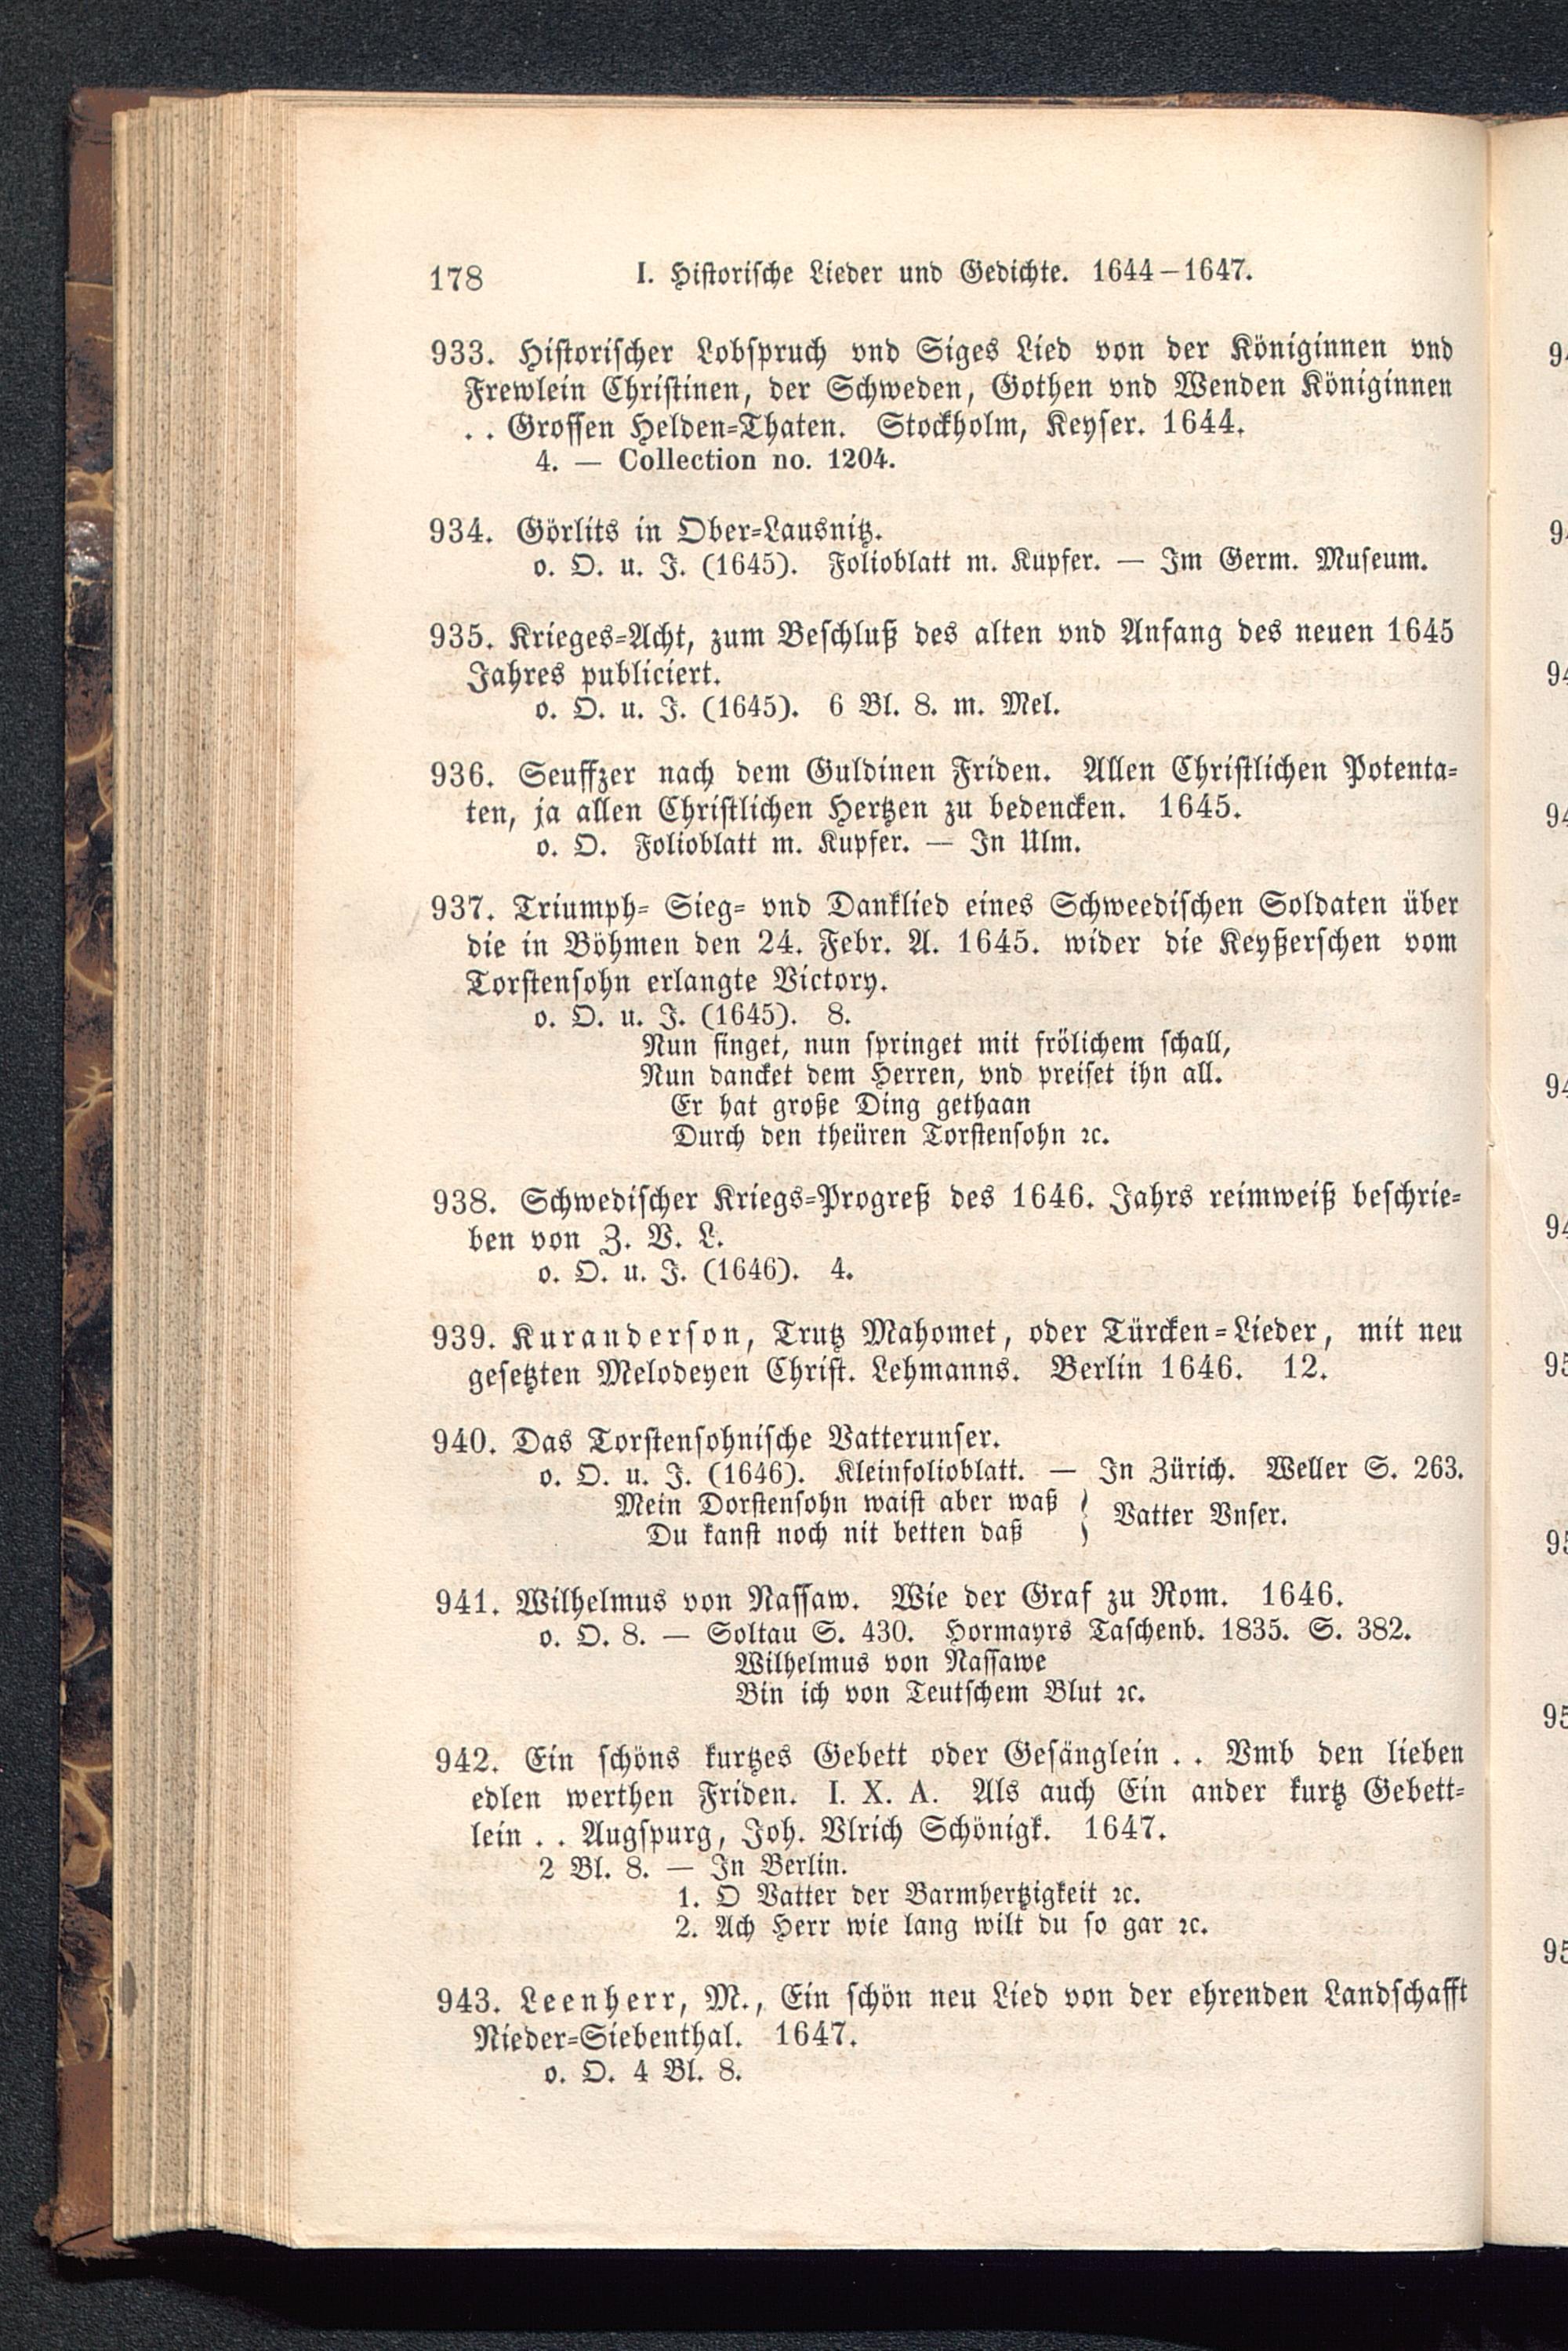 178 I. Historische Lieder und Gedichte. 1644–1647.
933. Historischer Lobspruch vnd Siges Lied von der Königinnen vnd
Frewlein Christinen, der Schweden, Gothen vnd Wenden Königinnen
. . Grossen Helden-Thaten. Stockholm, Keyser. 1644.
4. — Collection no. 1204.
934. Görlits in Ober-Lausnitz.
o. O. u. J. (1645). Folioblatt m. Kupfer. — Im Germ. Museum.
935. Krieges-Acht, zum Beschluß des alten vnd Anfang des neuen 1645
Jahres publiciert.
o. O. u. J. (1645). 6 Bl. 8. m. Mel.
936. Seuffzer nach dem Guldinen Friden. Allen Christlichen Potenta-
ten, ja allen Christlichen Hertzen zu bedencken. 1645.
o. O. Folioblatt m. Kupfer. — In Ulm.
937. Triumph- Sieg- vnd Danklied eines Schweedischen Soldaten über
die in Böhmen den 24. Febr. A. 1645. wider die Keyßerschen vom
Torstensohn erlangte Victory.
o. O. u. J. (1645). 8.
Nun singet, nun springet mit frölichem schall,
Nun dancket dem Herren, vnd preiset ihn all.
Er hat große Ding gethaan
Durch den theüren Torstensohn ꝛc.
938. Schwedischer Kriegs-Progreß des 1646. Jahrs reimweiß beschrie-
ben von Z. V. L.
o. O. u. J. (1646). 4.
939. Kuranderson, Trutz Mahomet, oder Türcken-Lieder, mit neu
gesetzten Melodeyen Christ. Lehmanns. Berlin 1646. 12.
940. Das Torstensohnische Vatterunser.
o. O. u. J. (1646). Kleinfolioblatt. — In Zürich. Weller S. 263.
Mein Dorstensohn waist aber waß } Vatter Vnser.
Du kanst noch nit betten daß
941. Wilhelmus von Nassaw. Wie der Graf zu Rom. 1646.
o. O. 8. — Soltau S. 430. Hormayrs Taschenb. 1835. S. 382.
Wilhelmus von Nassawe
Bin ich von Teutschem Blut ꝛc.
942. Ein schöns kurtzes Gebett oder Gesänglein . . Vmb den lieben
edlen werthen Friden. I. X. A. Als auch Ein ander kurtz Gebett-
lein . . Augspurg, Joh. Vlrich Schönigk. 1647.
2 Bl. 8. — In Berlin.
1. O Vatter der Barmhertzigkeit ꝛc.
2. Ach Herr wie lang wilt du so gar ꝛc.
943. Leenherr, M., Ein schön neu Lied von der ehrenden Landschafft
Nieder-Siebenthal. 1647.
o. O. 4 Bl. 8.